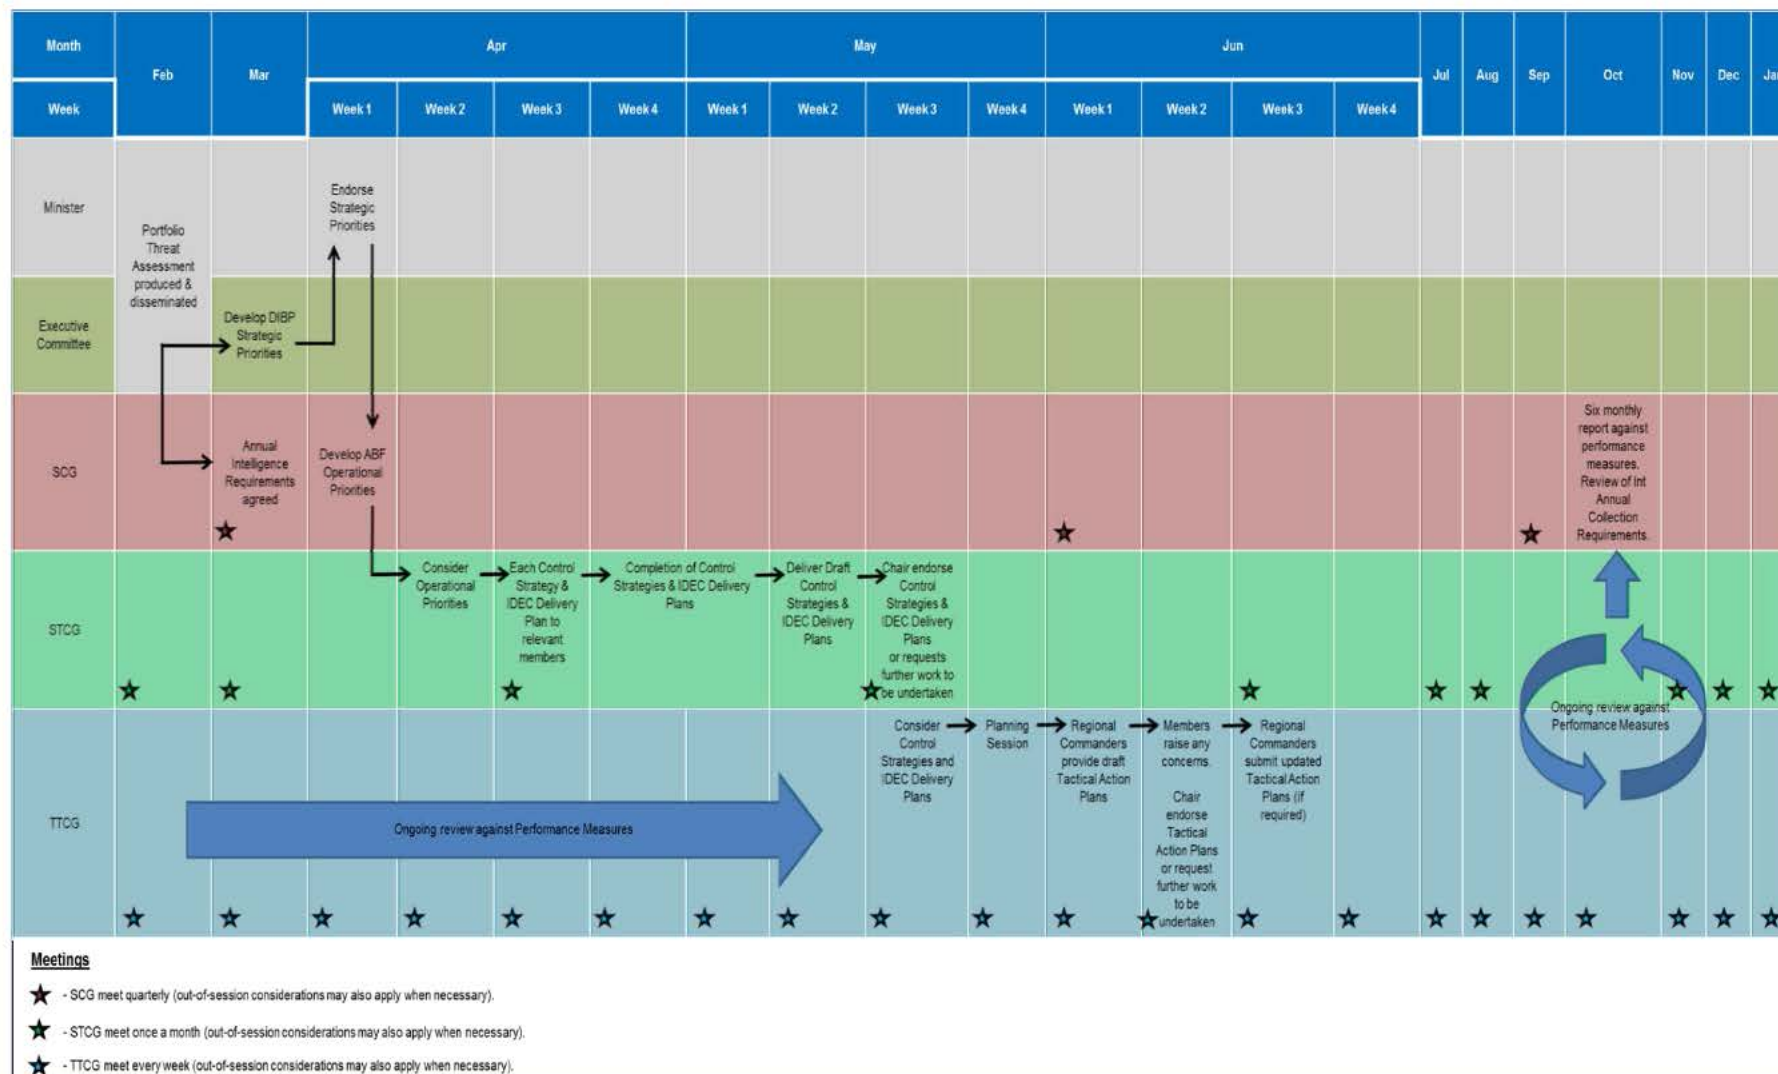 Month
Feb
Mar
Apr
May
Jun
Jul
Aug
Sep
Oct
Nov
Dec
Jan
Week
Week 1
Week 2
Week 3
Week 4
Week 1
Week 2
Week 3
Week 4
Week 1
Week 2
Week 3
Week 4
Minister
Portfolio
Threat
Assessment
produced &
disseminated
Endorse
Strategic
Priorities
Executive
Committee
Develop DIBP
Strategic
Priorities
SCG
Annual
Intelligence
Requirements
agreed
Develop ABF
Operational
Priorities
Six monthly
report against
performance
measures.
Review of Int
Annual
Collection
Requirements.
STCG
Consider
Operational
Priorities
Each Control
Strategy &
IDEC Delivery
Plan to
relevant
members
Completion of Control
Strategies & IDEC Delivery
Plans
Deliver Draft
Control
Strategies &
IDEC Delivery
Plans
Chair endorse
Control
Strategies &
IDEC Delivery
Plans
or requests
further work to
be undertaken
Ongoing review against
Performance Measures
TTCG
Ongoing review against Performance Measures
Consider
Control
Strategies and
IDEC Delivery
Plans
Planning
Session
Regional
Commanders
provide draft
Tactical Action
Plans
Members
raise any
concerns.
Chair
endorse
Tactical
Action Plans
or request
further work
to be
undertaken
Regional
Commanders
submit updated
Tactical Action
Plans (if
required)
Meetings
- SCG meet quarterly (out-of-session considerations may also apply when necessary).
- STCG meet once a month (out-of-session considerations may also apply when necessary).
- TTCG meet every week (out-of-session considerations may also apply when necessary).